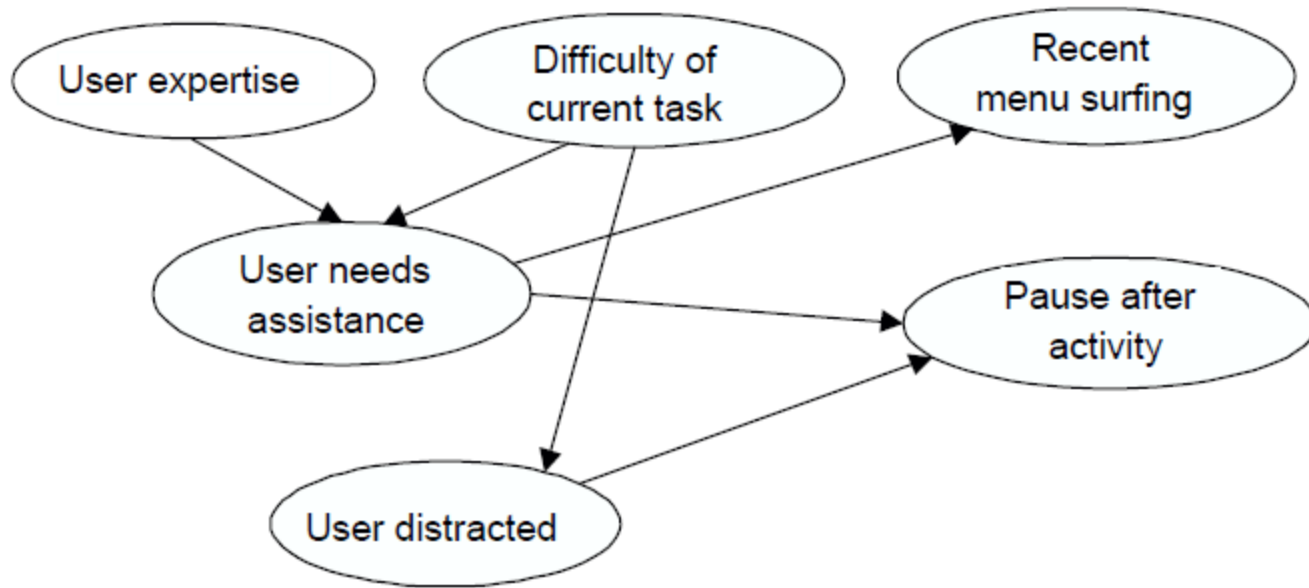 User expertise
Difficulty of
current task
Recent
menu surfing
User needs
assistance
Pause after
activity
User distracted